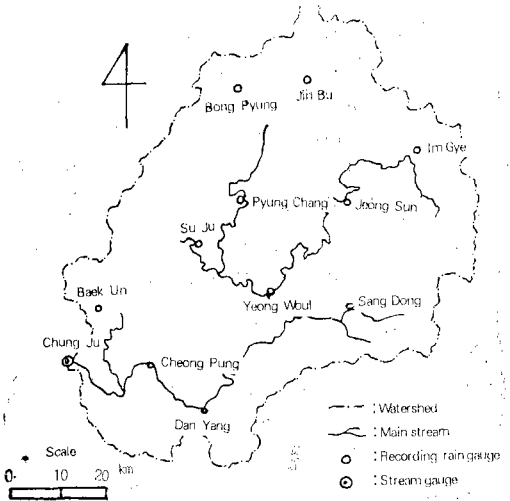 Bong Pyung
Jin Bu
Im Gye
Pyung Chang
Jeong Sun
Su Ju
Baek Un
Yeong Woul
Sang Dong
Chung Ju
Cheong Pung
Dan Yang
: Watershed
: Main stream
: Recording rain gauge
: Stream gauge
Scale
0 10 20 km